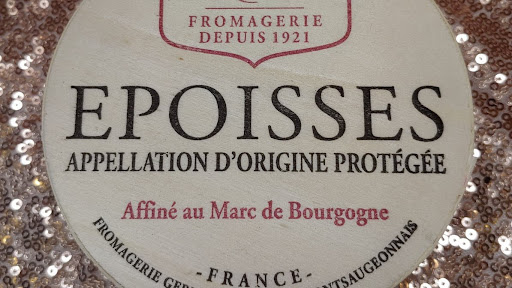 FROMAGERIE
DEPUIS 1921
EPOISSES
APPELLATION D'ORIGINE PROTÉGÉE
Affiné au Marc de Bourgogne
FROMAGERIE
-FRANCE-